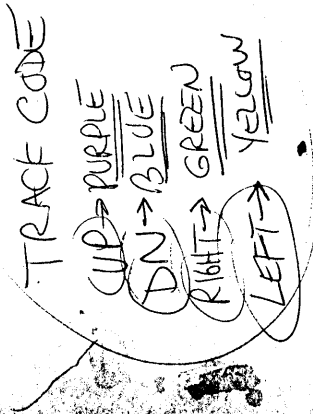 TRACE CODE
UP → PURPLE
DN → BLUE
RIGHT → GREEN
LEFT → YELLOW